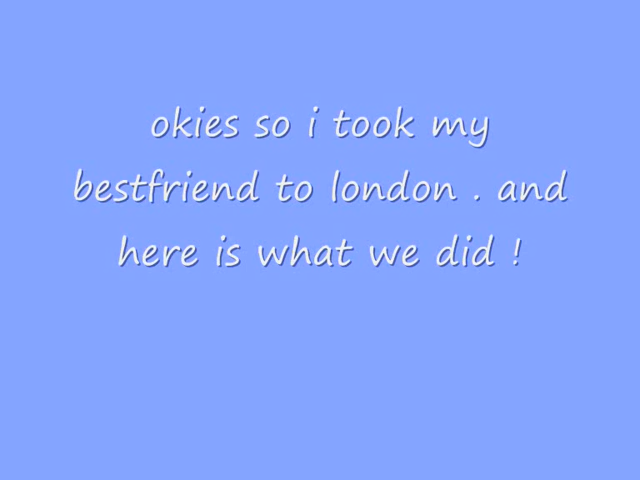 okies so i took my
bestfriend to london . and
here is what we did !